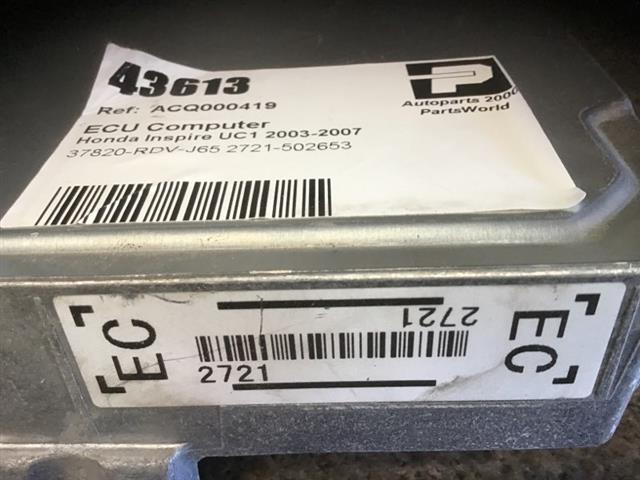 43613
Ref: ACQ000419
ECU Computer
Honda Inspire UC1 2003-2007
37820-RDV-J65 2721-502653
P
Autoparts 2000
PartsWorld
EC
2721
2721
EC